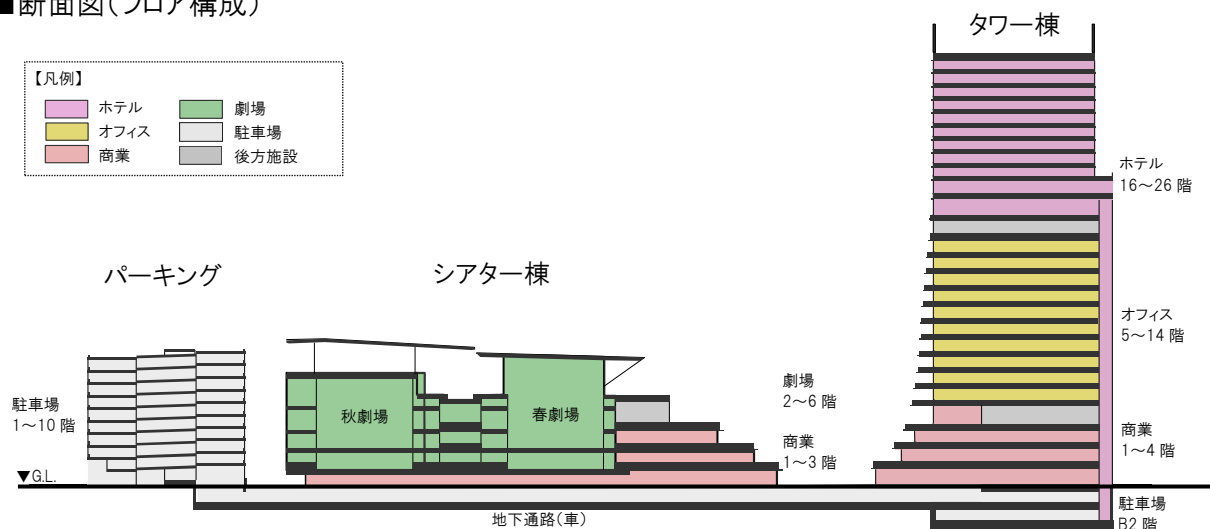 ■断面図(フロア構成)
タワー棟
【凡例】
ホテル
劇場
オフィス
駐車場
商業
後方施設
ホテル
16～26 階
パーキング
シアター棟
オフィス
5～14 階
駐車場
1～10 階
秋劇場
春劇場
劇場
2～6 階
商業
1～3 階
商業
1～4 階
▼G.L.
地下通路(車)
駐車場
B2 階